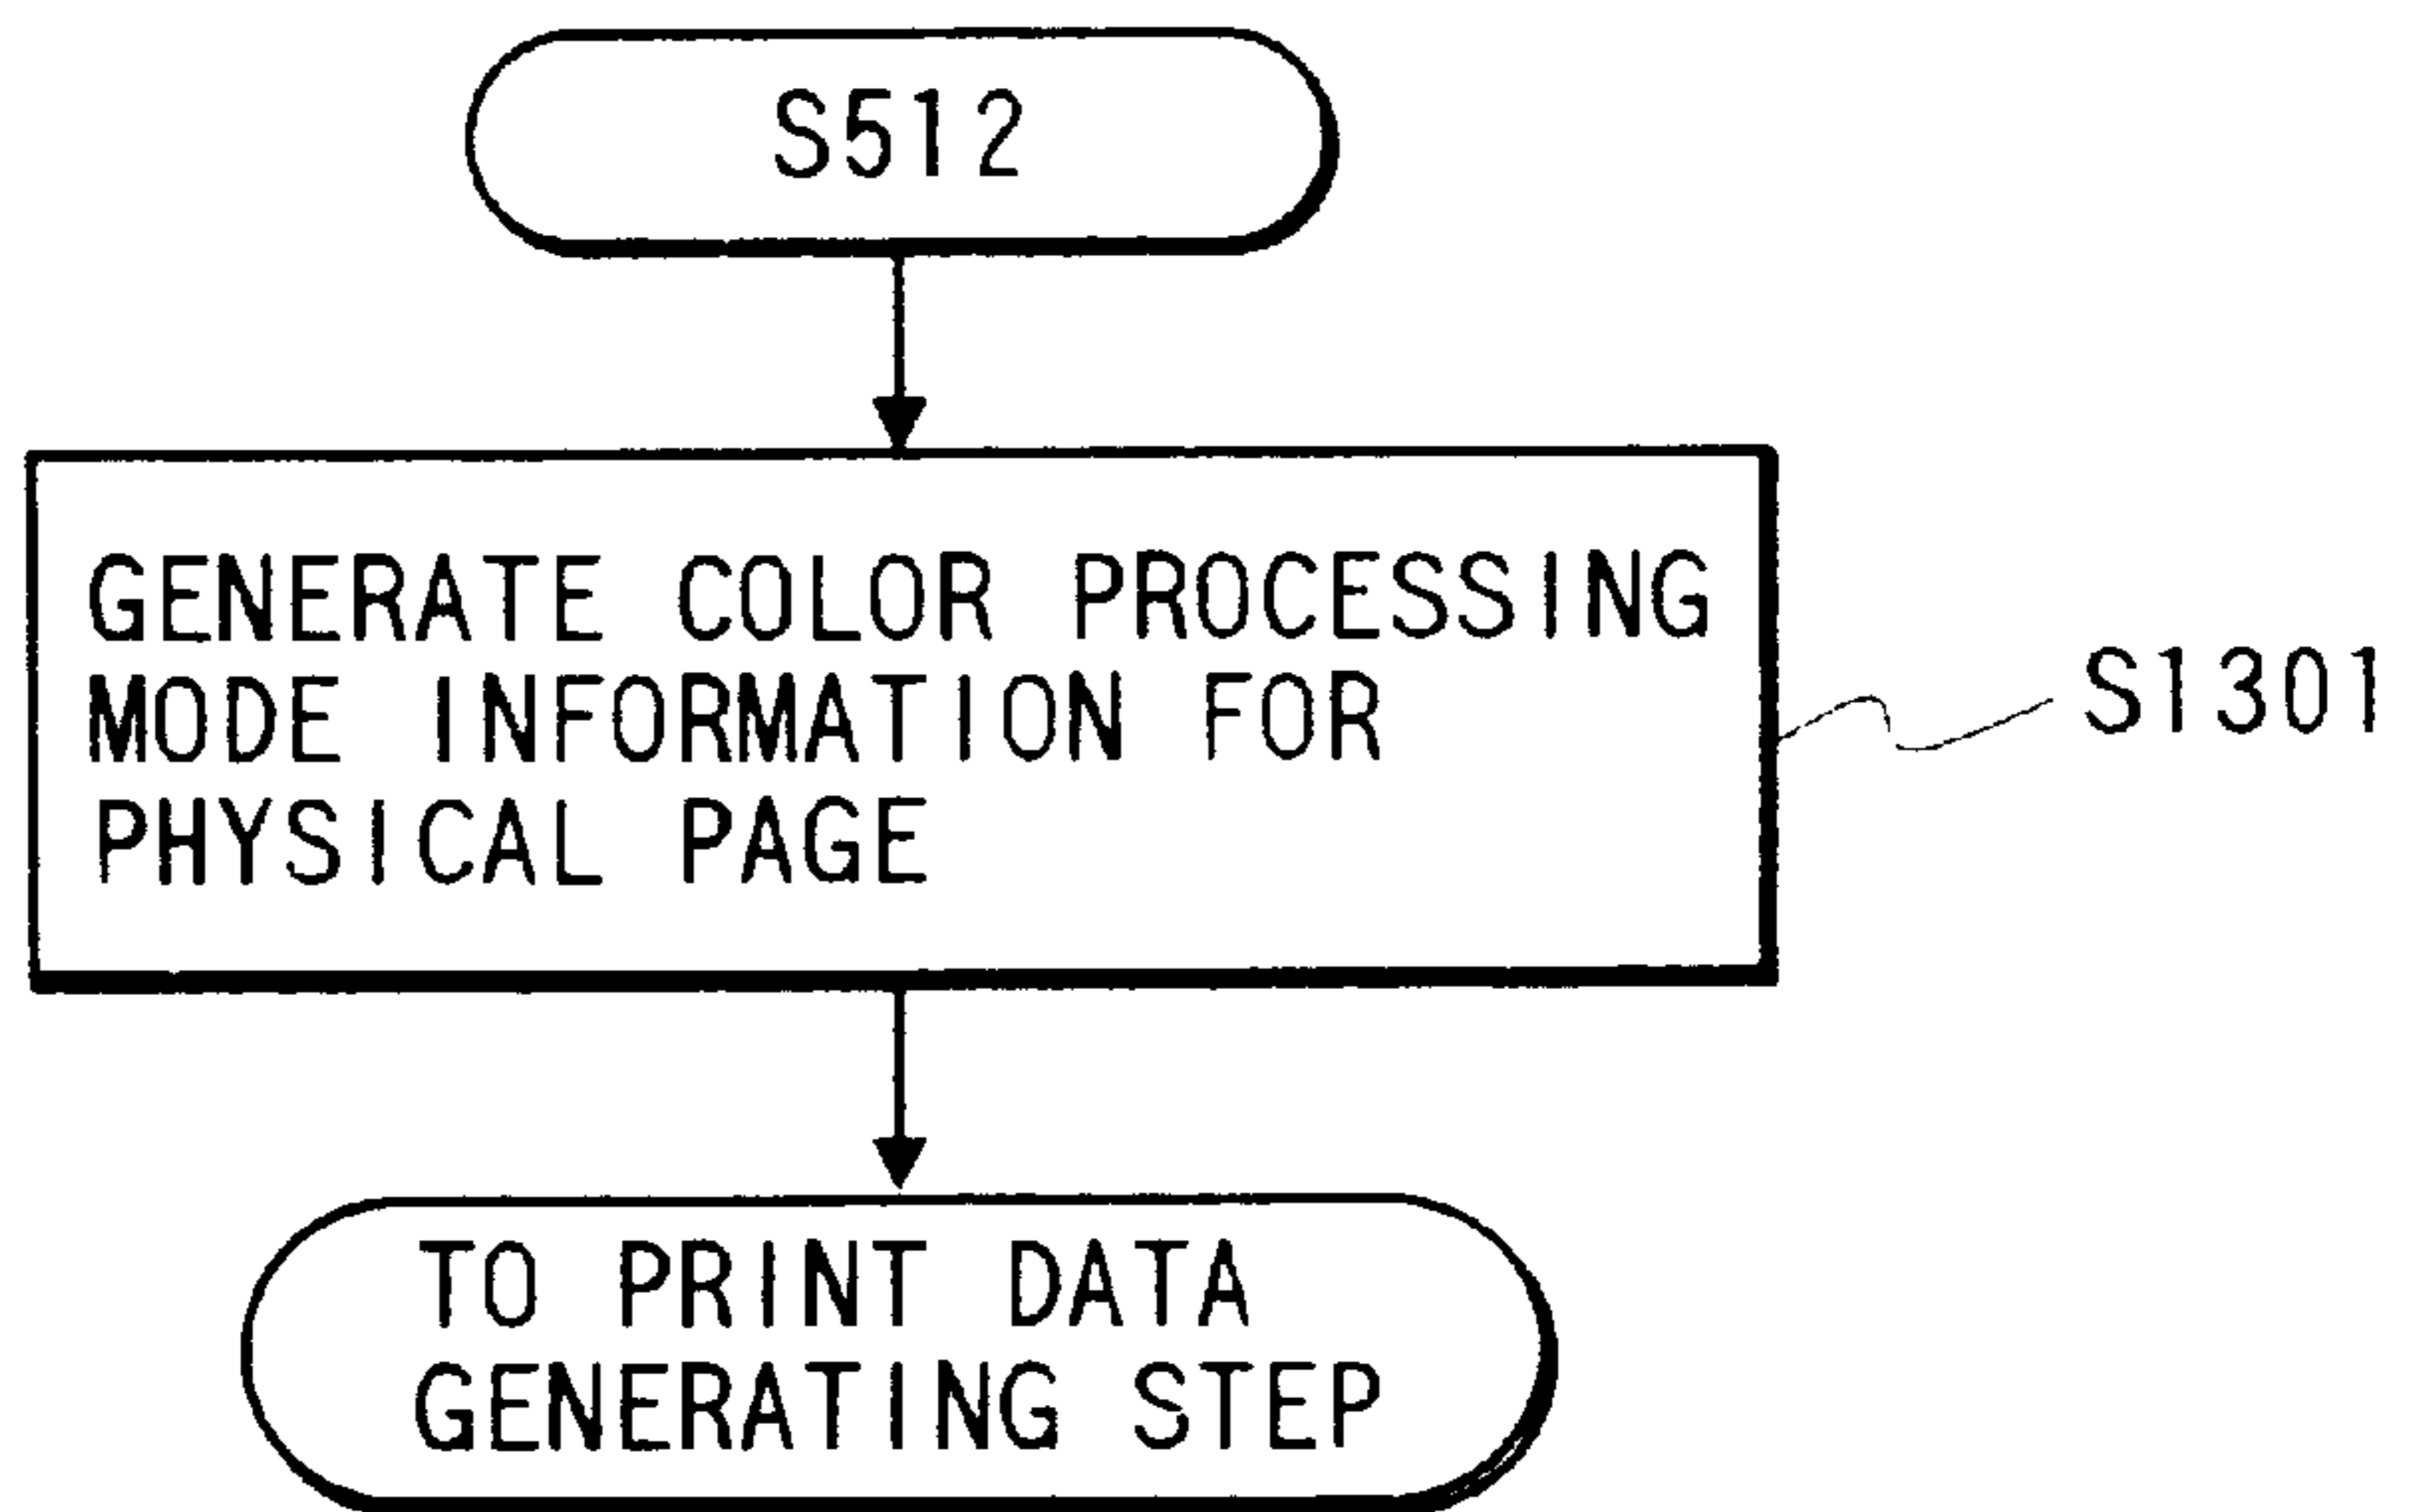 S512
GENERATE COLOR PROCESSING
MODE INFORMATION FOR
PHYSICAL PAGE
S1301
TO PRINT DATA
GENERATING STEP